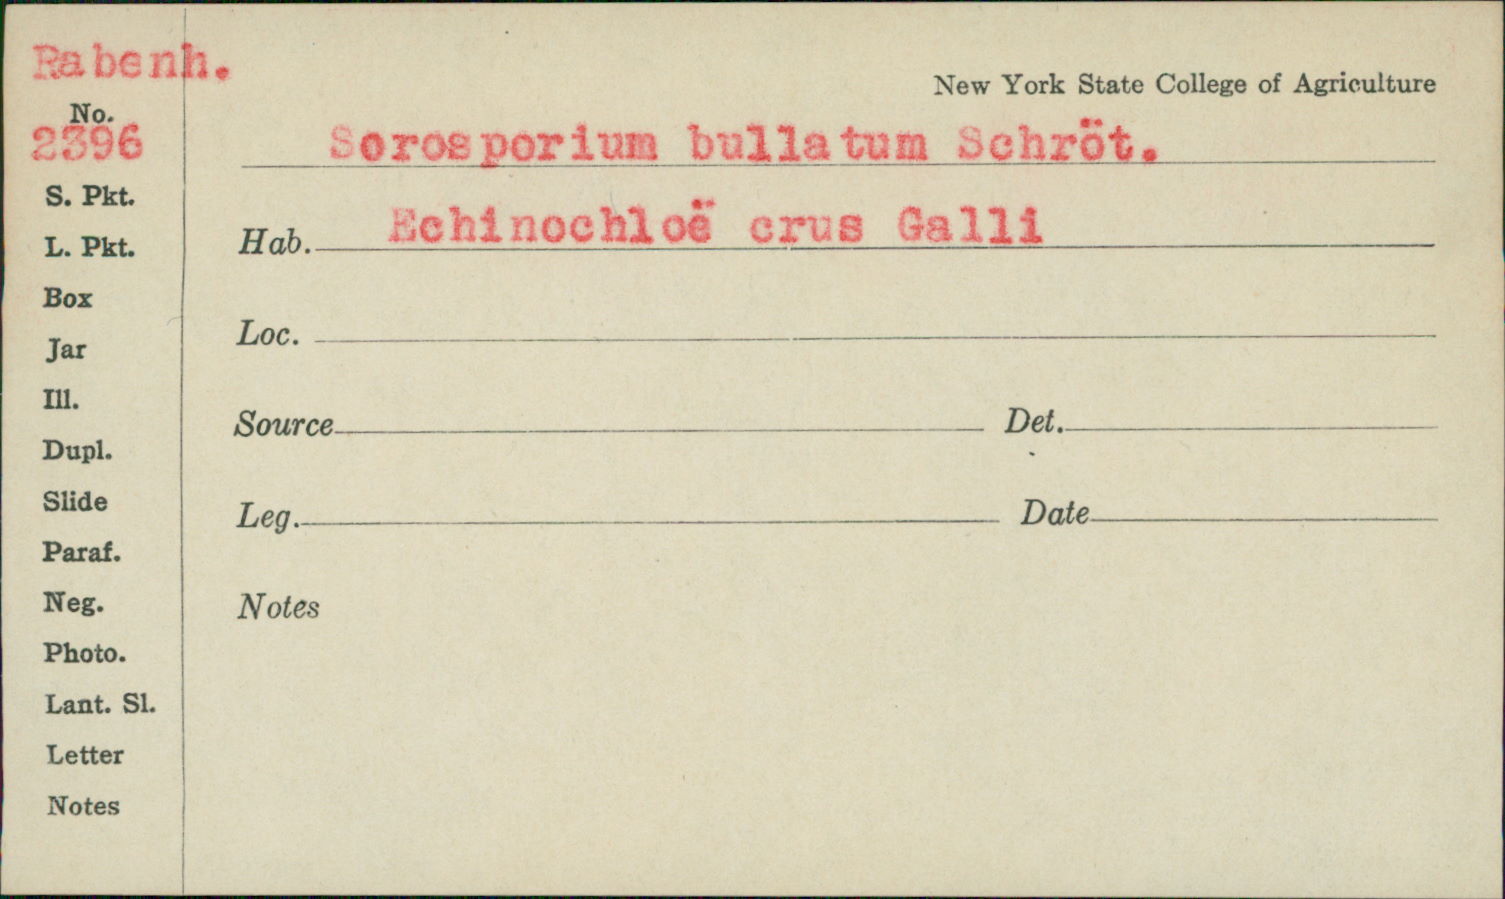 Rabenh.
New York State College of Agriculture
No.
2396
Sorosporium bullatum Schröt.
S. Pkt.
Hab. Echinochloë crus Galli
L. Pkt.
Box
Loc.
Jar
Ill.
Source Det.
Dupl.
Slide
Leg. Date
Paraf.
Neg.
Notes
Photo.
Lant. Sl.
Letter
Notes